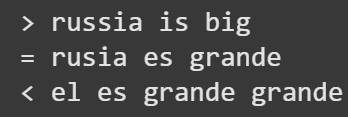 > russia is big
= rusia es grande
< el es grande grande